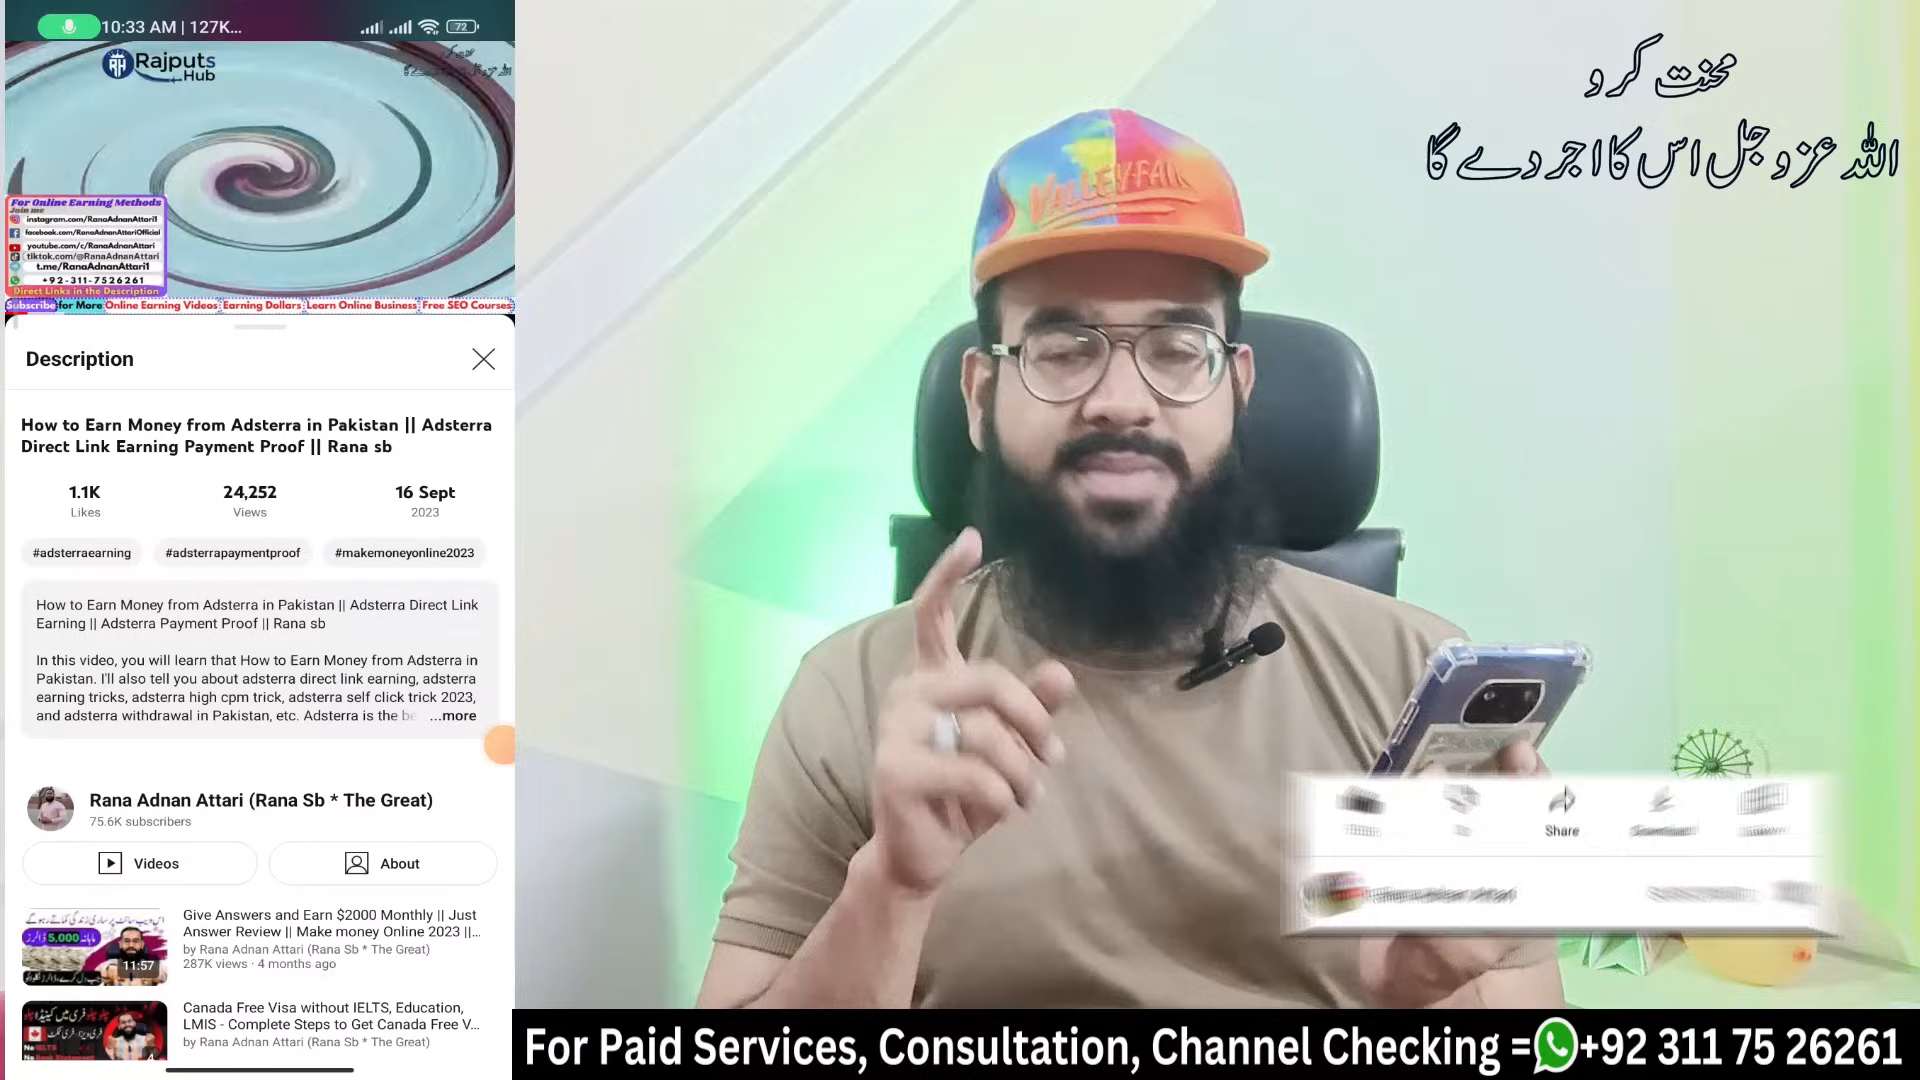 10:33 AM | 127K...
72
Rajputs
Hub
For Online Earning Methods
Join me
instagram.com/RanaAdnanAttari1
facebook.com/RanaAdnanAttariOfficial
youtube.com/c/RanaAdnanAttari
tiktok.com/@RanaAdnanAttari
t.me/RanaAdnanAttari1
+92-311-7526261
Direct Links in the Description
Subscribe for More Online Earning Videos Earning Dollars Learn Online Business Free SEO Courses
Description
How to Earn Money from Adsterra in Pakistan || Adsterra
Direct Link Earning Payment Proof || Rana sb
1.1K
Likes
24,252
Views
16 Sept
2023
#adsterraearning
#adsterrapaymentproof
#makemoneyonline2023
How to Earn Money from Adsterra in Pakistan || Adsterra Direct Link
Earning || Adsterra Payment Proof || Rana sb
In this video, you will learn that How to Earn Money from Adsterra in
Pakistan. I'll also tell you about adsterra direct link earning, adsterra
earning tricks, adsterra high cpm trick, adsterra self click trick 2023,
and adsterra withdrawal in Pakistan, etc. Adsterra is the be ...more
Rana Adnan Attari (Rana Sb * The Great)
75.6K subscribers
Videos
About
5,000
11:57
Give Answers and Earn $2000 Monthly || Just
Answer Review || Make money Online 2023 ||...
by Rana Adnan Attari (Rana Sb * The Great)
287K views · 4 months ago
Canada Free Visa without IELTS, Education,
LMIS - Complete Steps to Get Canada Free V...
by Rana Adnan Attari (Rana Sb * The Great)
محنت کرو
اللہ عزوجل اس کا اجر دے گا
VALLEYFAIR
Share
For Paid Services, Consultation, Channel Checking = +92 311 75 26261